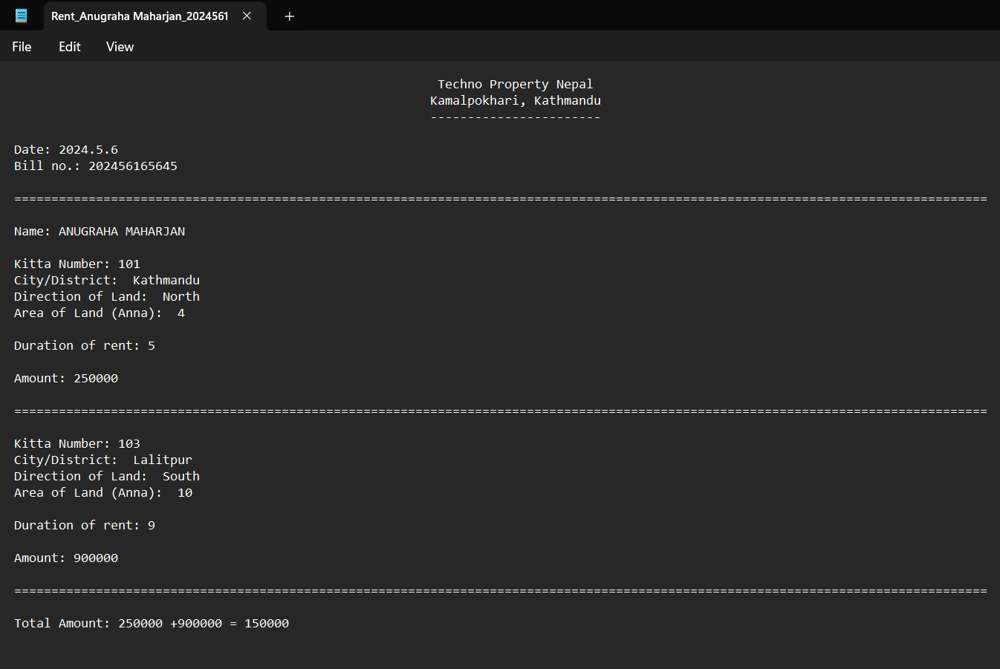 Rent_Anugraha Maharjan_2024561
File Edit View
Techno Property Nepal
Kamalpokhari, Kathmandu
-----------------------
Date: 2024.5.6
Bill no.: 202456165645
===================================================================================================================================
Name: ANUGRAHA MAHARJAN
Kitta Number: 101
City/District:  Kathmandu
Direction of Land:  North
Area of Land (Anna):  4
Duration of rent: 5
Amount: 250000
===================================================================================================================================
Kitta Number: 103
City/District:  Lalitpur
Direction of Land:  South
Area of Land (Anna):  10
Duration of rent: 9
Amount: 900000
===================================================================================================================================
Total Amount: 250000 +900000 = 150000